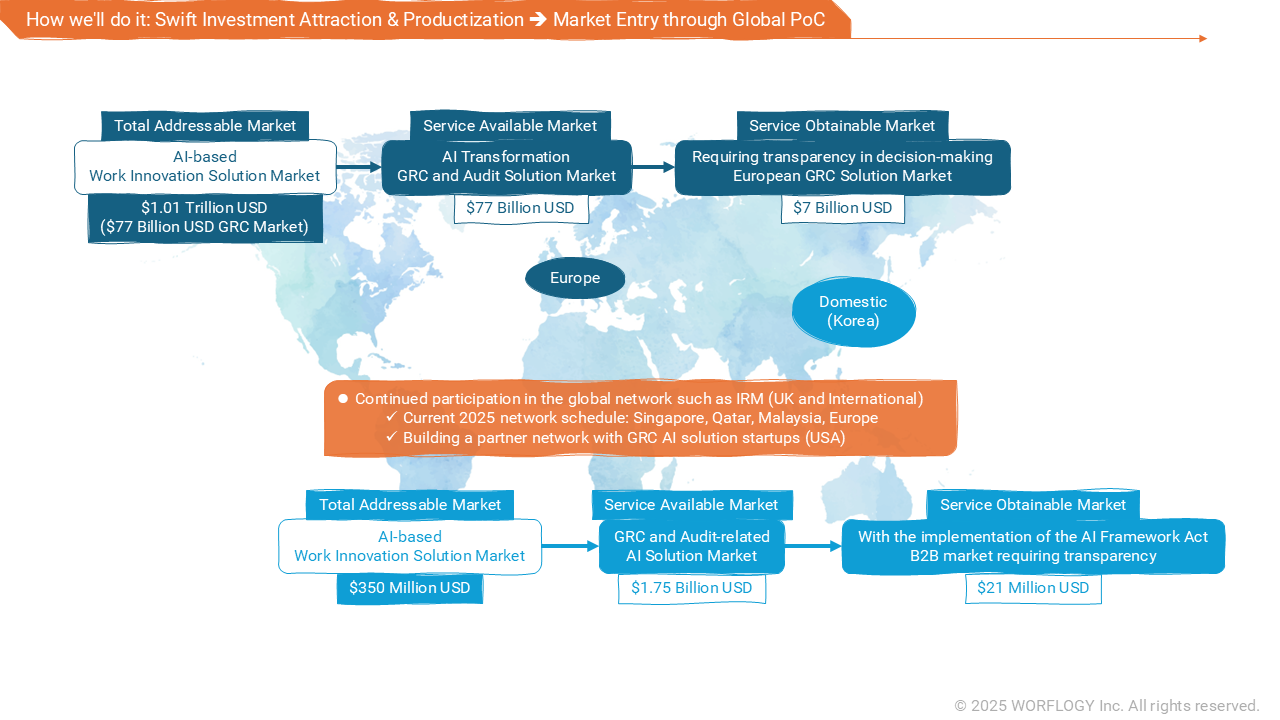 How we'll do it: Swift Investment Attraction & Productization ➔ Market Entry through Global PoC
Total Addressable Market
AI-based
Work Innovation Solution Market
$1.01 Trillion USD
($77 Billion USD GRC Market)
Service Available Market
AI Transformation
GRC and Audit Solution Market
$77 Billion USD
Service Obtainable Market
Requiring transparency in decision-making
European GRC Solution Market
$7 Billion USD
Europe
Domestic
(Korea)
● Continued participation in the global network such as IRM (UK and International)
✓ Current 2025 network schedule: Singapore, Qatar, Malaysia, Europe
✓ Building a partner network with GRC AI solution startups (USA)
Total Addressable Market
AI-based
Work Innovation Solution Market
$350 Million USD
Service Available Market
GRC and Audit-related
AI Solution Market
$1.75 Billion USD
Service Obtainable Market
With the implementation of the AI Framework Act
B2B market requiring transparency
$21 Million USD
© 2025 WORFLOGY Inc. All rights reserved.